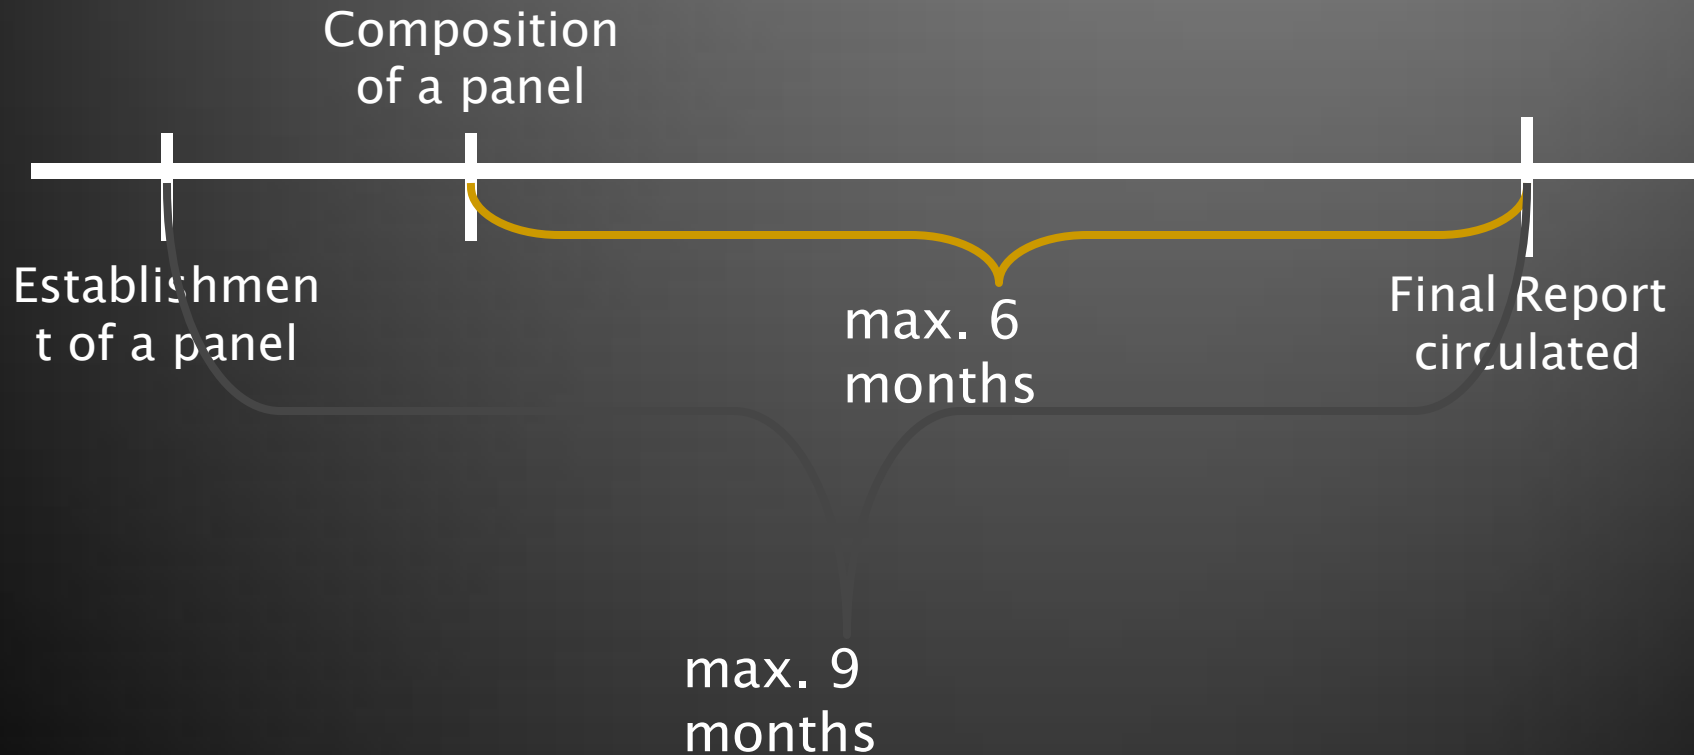 Composition
of a panel
Establishmen
t of a panel
max. 6
months
Final Report
circulated
max. 9
months